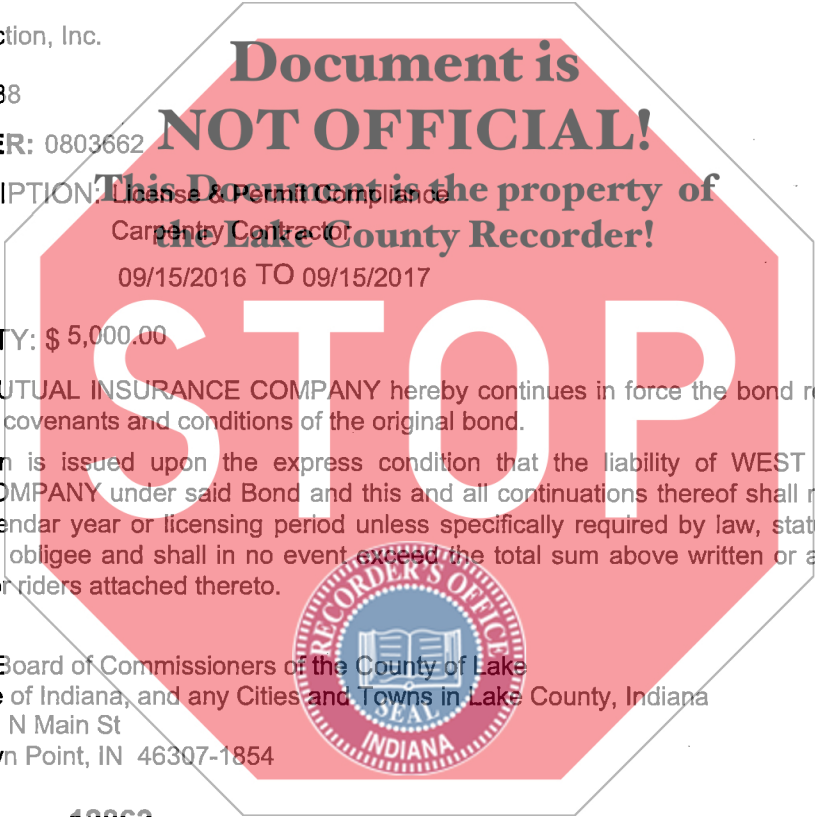 ction, Inc.
Document is
38
NOT OFFICIAL!
ER: 0803662
This Document is the property of
IPTION: License & Permit Compliance
the Lake County Recorder!
Carpentry Contractor
09/15/2016 TO 09/15/2017
STOP
TY: $ 5,000.00
UTUAL INSURANCE COMPANY hereby continues in force the bond re
covenants and conditions of the original bond.
n is issued upon the express condition that the liability of WEST
OMPANY under said Bond and this and all continuations thereof shall n
endar year or licensing period unless specifically required by law, stat
obligee and shall in no event exceed the total sum above written or a
r riders attached thereto.
RECORDER'S OFFICE
SEAL
INDIANA
Board of Commissioners of the County of Lake
e of Indiana, and any Cities and Towns in Lake County, Indiana
N Main St
n Point, IN 46307-1854